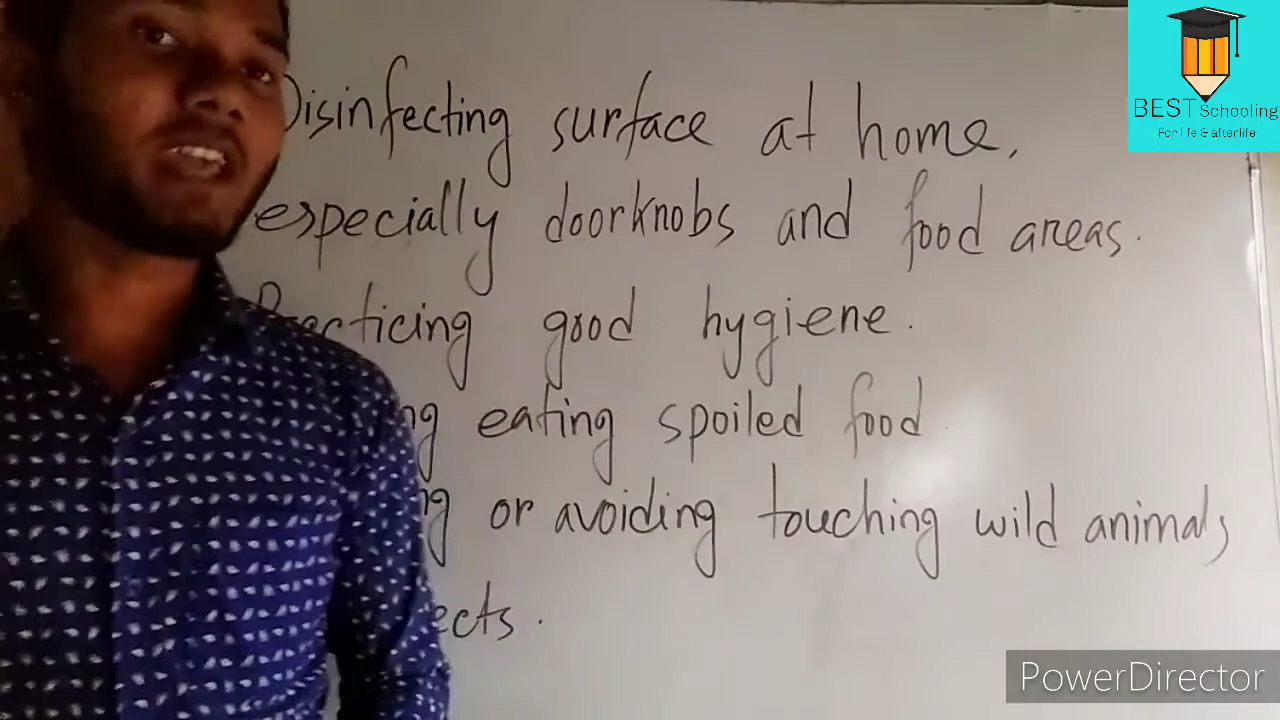 BEST Schooling
For life & afterlife
Disinfecting surface at home,
especially doorknobs and food areas.
Practicing good hygiene.
eating spoiled food
or avoiding touching wild animals
PowerDirector